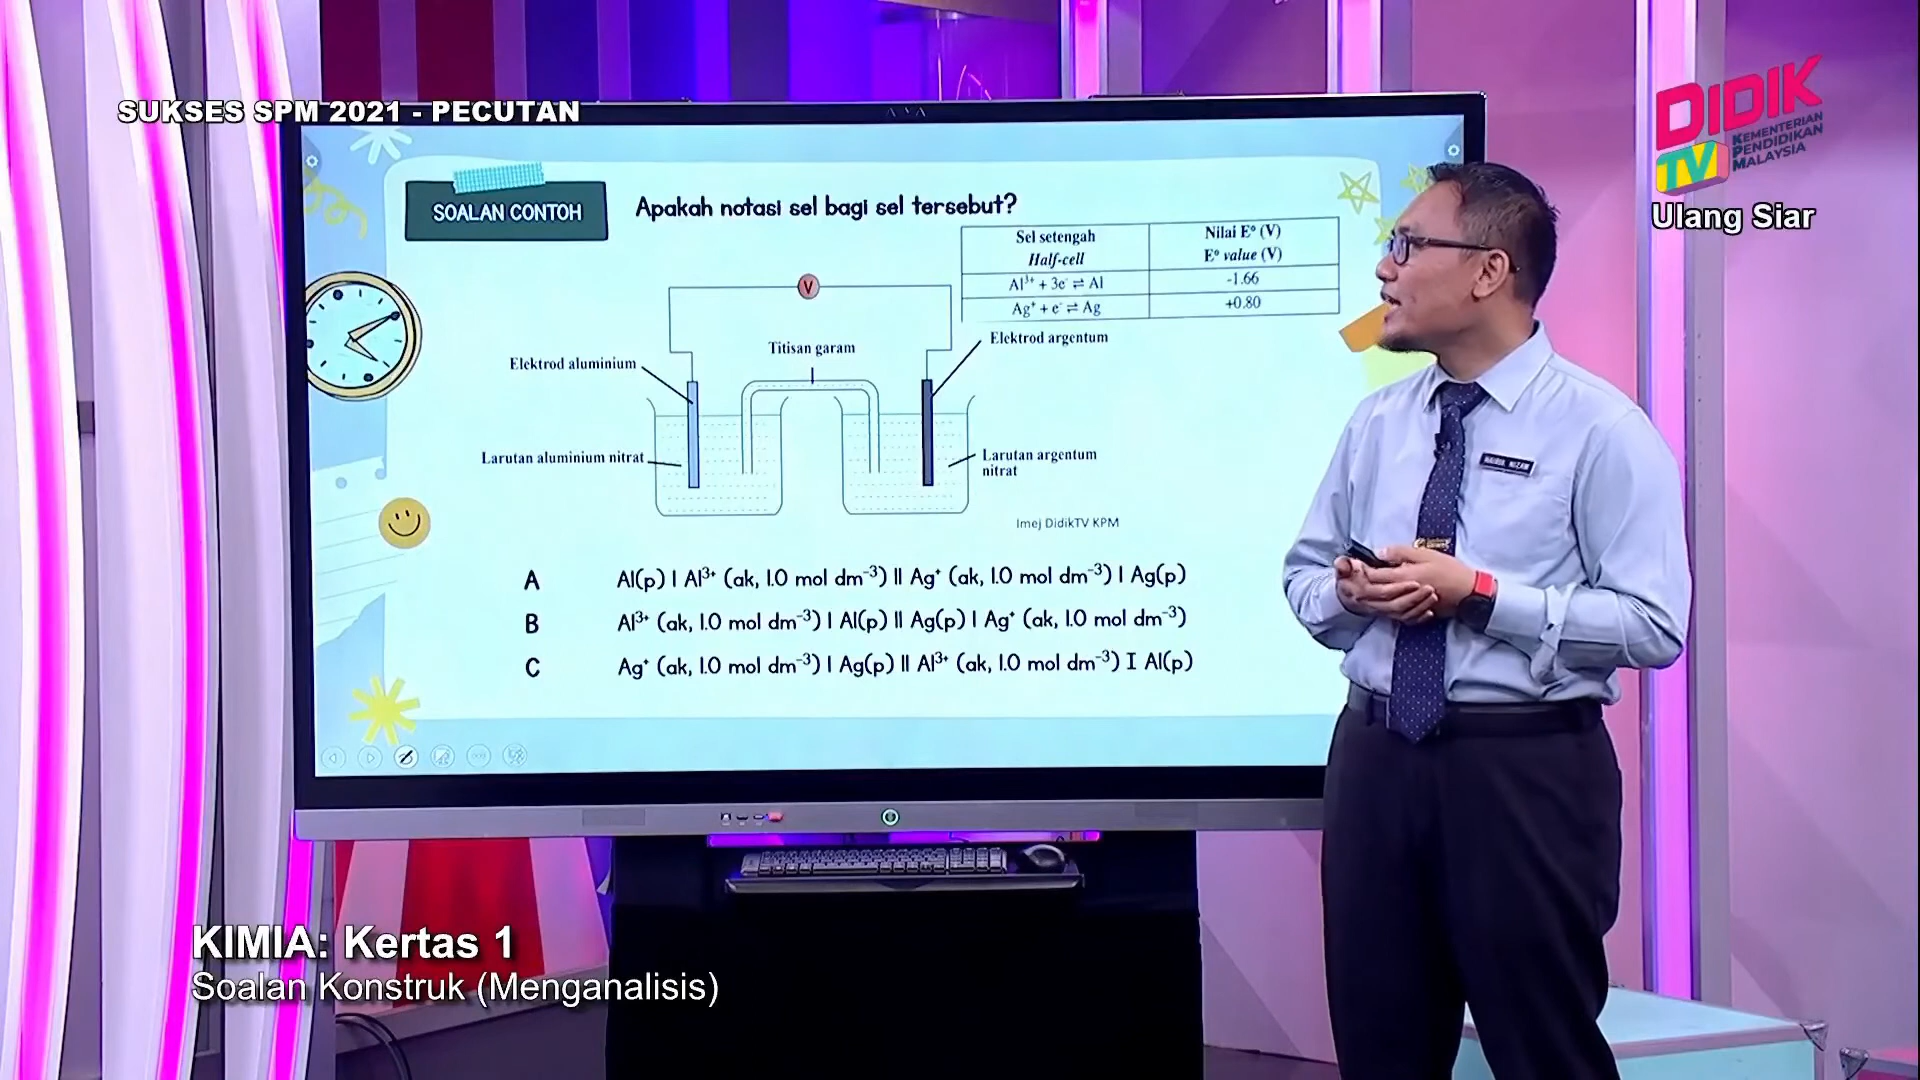 SUKSES SPM 2021 - PECUTAN
DIDIK
TV
KEMENTERIAN
PENDIDIKAN
MALAYSIA
Ulang Siar
SOALAN CONTOH
Apakah notasi sel bagi sel tersebut?
Sel setengah
Half-cell
Nilai E° (V)
E° value (V)
Al³⁺ + 3e⁻ ⇌ Al
-1.66
Ag⁺ + e⁻ ⇌ Ag
+0.80
V
Elektrod aluminium
Titisan garam
Elektrod argentum
Larutan aluminium nitrat
Larutan argentum
nitrat
Imej DidikTV KPM
A Al(p) I Al³⁺ (ak, 1.0 mol dm⁻³) II Ag⁺ (ak, 1.0 mol dm⁻³) I Ag(p)
B Al³⁺ (ak, 1.0 mol dm⁻³) I Al(p) II Ag(p) I Ag⁺ (ak, 1.0 mol dm⁻³)
C Ag⁺ (ak, 1.0 mol dm⁻³) I Ag(p) II Al³⁺ (ak, 1.0 mol dm⁻³) I Al(p)
KIMIA: Kertas 1
Soalan Konstruk (Menganalisis)